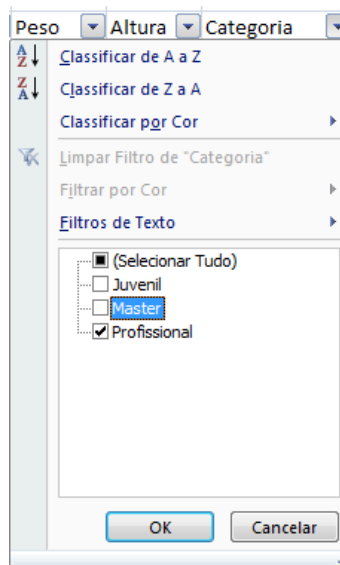 Peso Altura Categoria
Classificar de A a Z
Classificar de Z a A
Classificar por Cor
Limpar Filtro de "Categoria"
Filtrar por Cor
Filtros de Texto
(Selecionar Tudo)
Juvenil
Master
Profissional
OK Cancelar